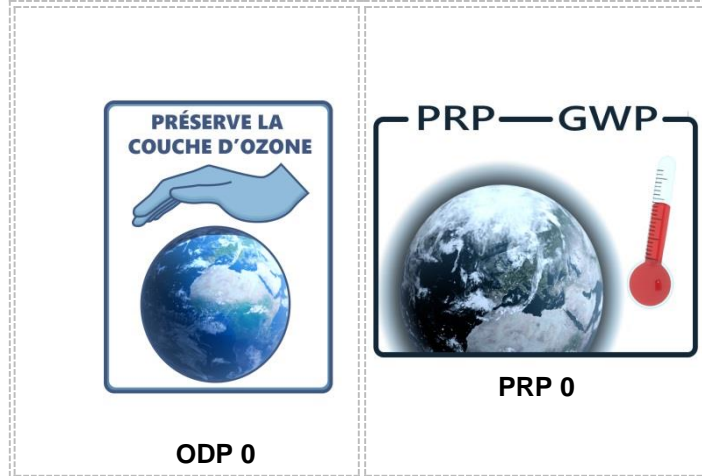 PRÉSERVE LA
COUCHE D'OZONE
ODP 0
PRP GWP
PRP 0